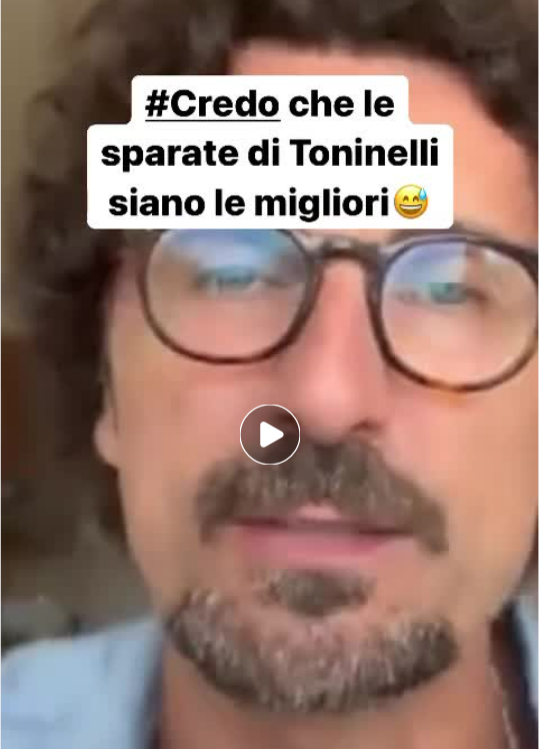 #Credo che le
sparate di Toninelli
siano le migliori😅